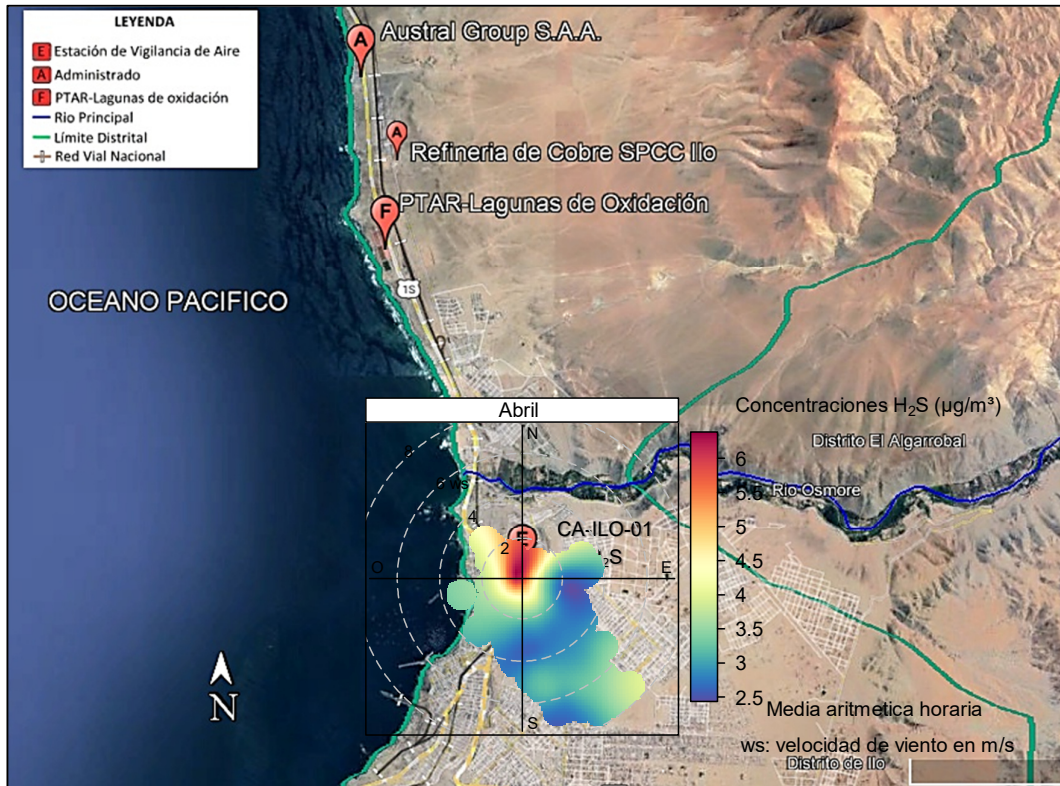 LEYENDA
E Estación de Vigilancia de Aire
A Administrado
F PTAR-Lagunas de oxidación
Rio Principal
Límite Distrital
Red Vial Nacional
A Austral Group S.A.A.
A
Refineria de Cobre SPCC Ilo
F PTAR-Lagunas de Oxidación
1S
OCEANO PACIFICO
Abril
Concentraciones H₂S (µg/m³)
N
8
6 ws
4
2
E
CA-ILO-01
₂S
O
E
S
6
5.5
5
4.5
4
3.5
3
2.5
Distrito El Algarrobal
Rio Osmore
N
Media aritmetica horaria
ws: velocidad de viento en m/s
Distrito de Ilo